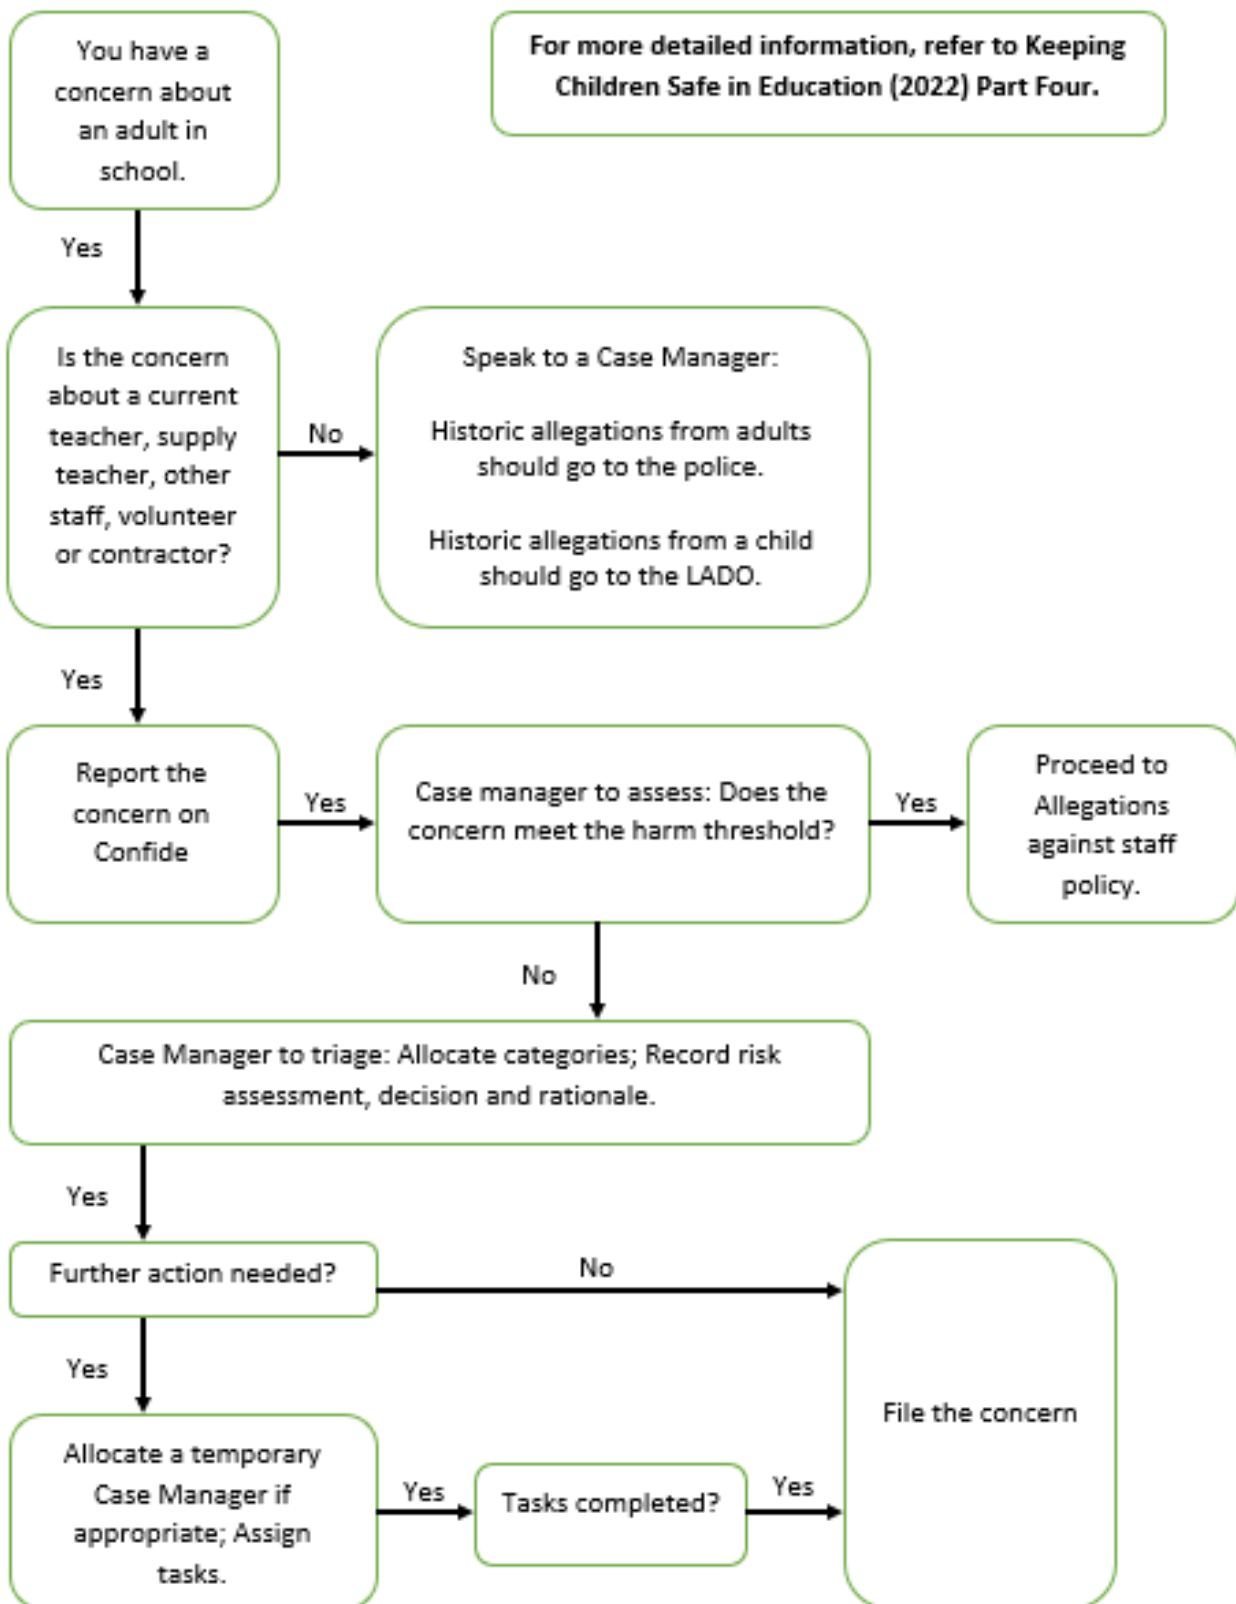 You have a
concern about
an adult in
school.
For more detailed information, refer to Keeping
Children Safe in Education (2022) Part Four.
Yes
Is the concern
about a current
teacher, supply
teacher, other
staff, volunteer
or contractor?
No
Speak to a Case Manager:
Historic allegations from adults
should go to the police.
Historic allegations from a child
should go to the LADO.
Yes
Report the
concern on
Confide
Yes
Case manager to assess: Does the
concern meet the harm threshold?
Yes
Proceed to
Allegations
against staff
policy.
No
Case Manager to triage: Allocate categories; Record risk
assessment, decision and rationale.
Yes
Further action needed?
No
Yes
File the concern
Allocate a temporary
Case Manager if
appropriate; Assign
tasks.
Yes
Tasks completed?
Yes